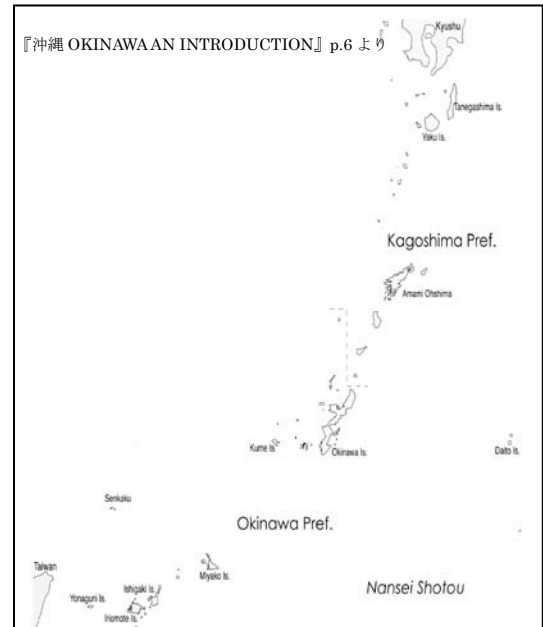 Kyushu
『沖縄 OKINAWA AN INTRODUCTION』p.6 より
Tanegashima Is.
Yaku Is.
Kagoshima Pref.
Amami Ohshima
Kume Is.
Okinawa Is.
Daito Is.
Senkaku
Okinawa Pref.
Taiwan
Miyako Is.
Ishigaki Is.
Yonaguni Is.
Iriomote Is.
Nansei Shotou